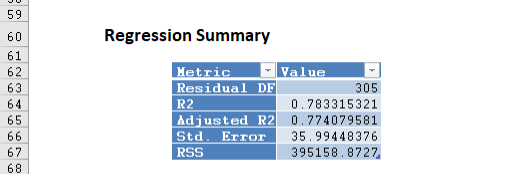 58
59
60 Regression Summary
61
62 Metric Value
63 Residual DF 305
64 R2 0.783315321
65 Adjusted R2 0.774079581
66 Std. Error 35.99448376
67 RSS 395158.8727
68